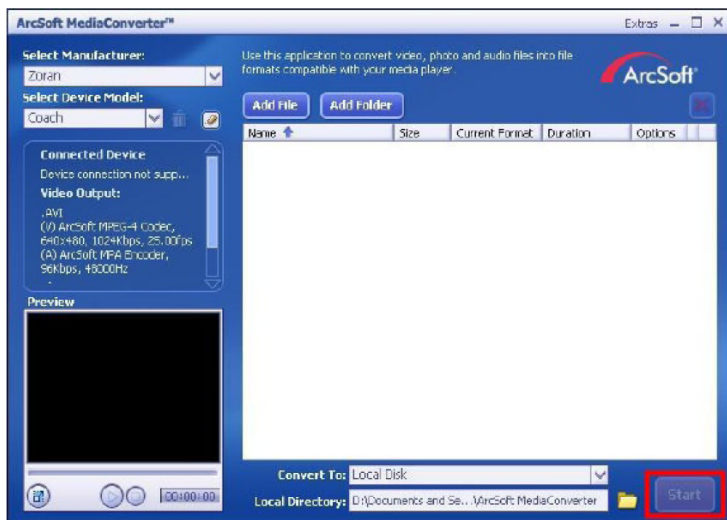 ArcSoft MediaConverter™
Extras
Select Manufacturer:
Zoran
Select Device Model:
Coach
Connected Device
Device connection not supp...
Video Output:
.AVI
(V) ArcSoft MPEG-4 Codec,
640x480, 1024Kbps, 25.00fps
(A) ArcSoft MPA Encoder,
96Kbps, 48000Hz
Preview
00:00:00
Use this application to convert video, photo and audio files into file
formats compatible with your media player.
ArcSoft®
Add File Add Folder
Name Size Current Format Duration Options
Convert To: Local Disk
Local Directory: D:\Documents and Se...\ArcSoft MediaConverter
Start